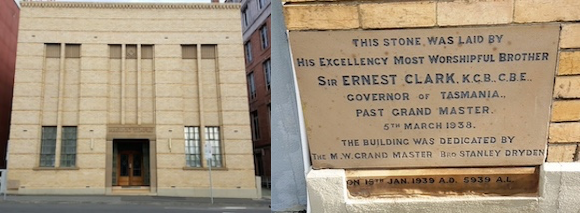 THIS STONE, WAS LAID BY
HIS EXCELLENCY MOST WORSHIPFUL BROTHER
SIR ERNEST CLARK, K.C.B., C.B.E.,
GOVERNOR OF TASMANIA.,
PAST GRAND MASTER.
5TH MARCH 1938.
THE BUILDING WAS DEDICATED BY
THE M.W. GRAND MASTER BRO STANLEY DRYDEN
ON 15TH JAN. 1939 A.D. 5939 A.L.